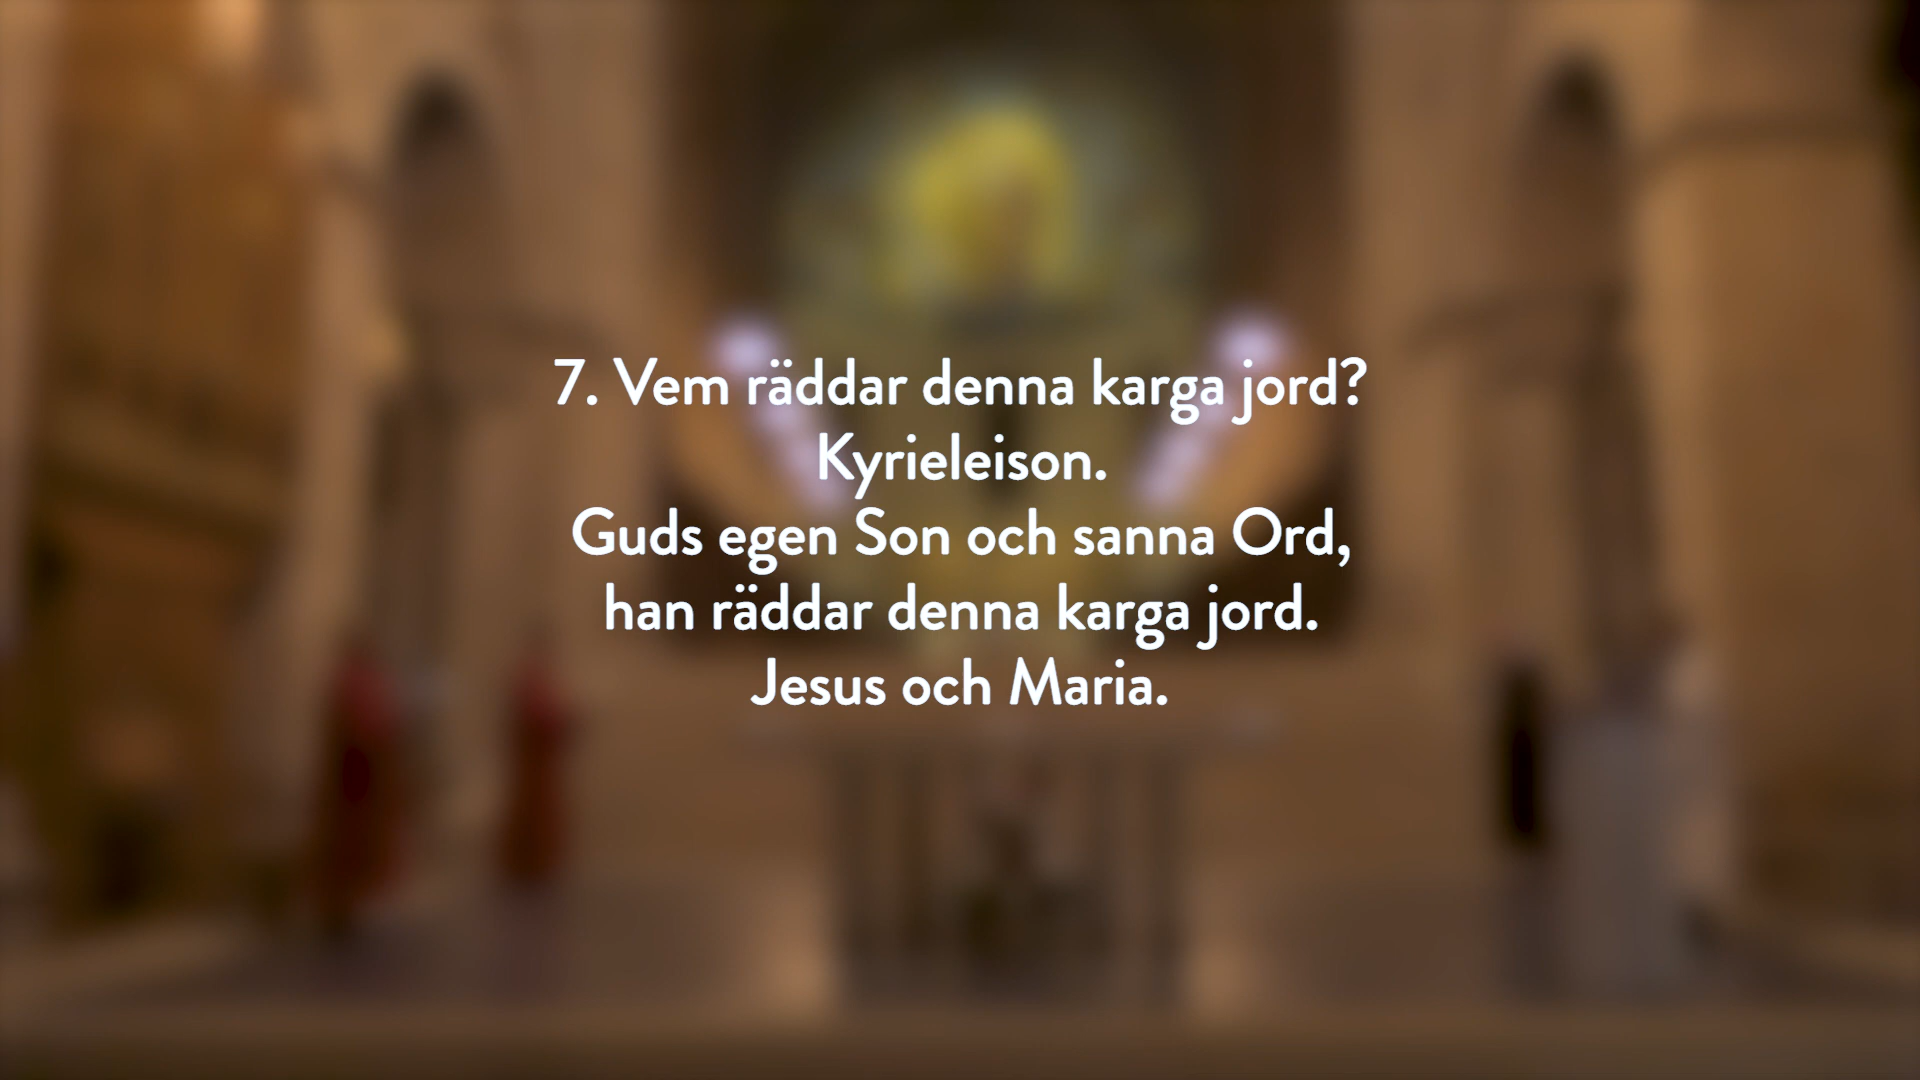 7. Vem räddar denna karga jord?
Kyrieleison.
Guds egen Son och sanna Ord,
han räddar denna karga jord.
Jesus och Maria.